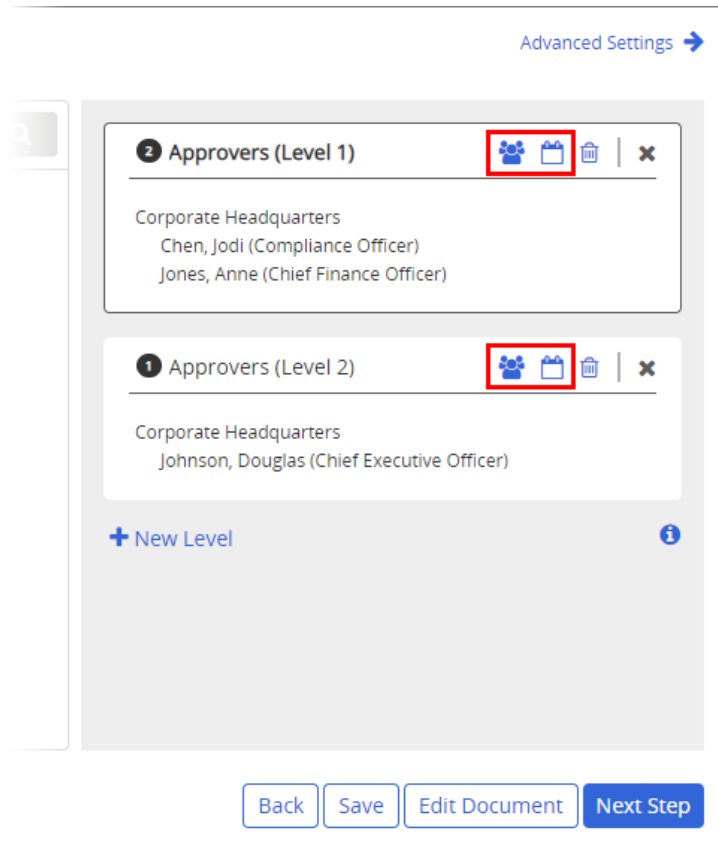 Advanced Settings
2 Approvers (Level 1)
Corporate Headquarters
Chen, Jodi (Compliance Officer)
Jones, Anne (Chief Finance Officer)
1 Approvers (Level 2)
Corporate Headquarters
Johnson, Douglas (Chief Executive Officer)
+ New Level
Back Save Edit Document Next Step